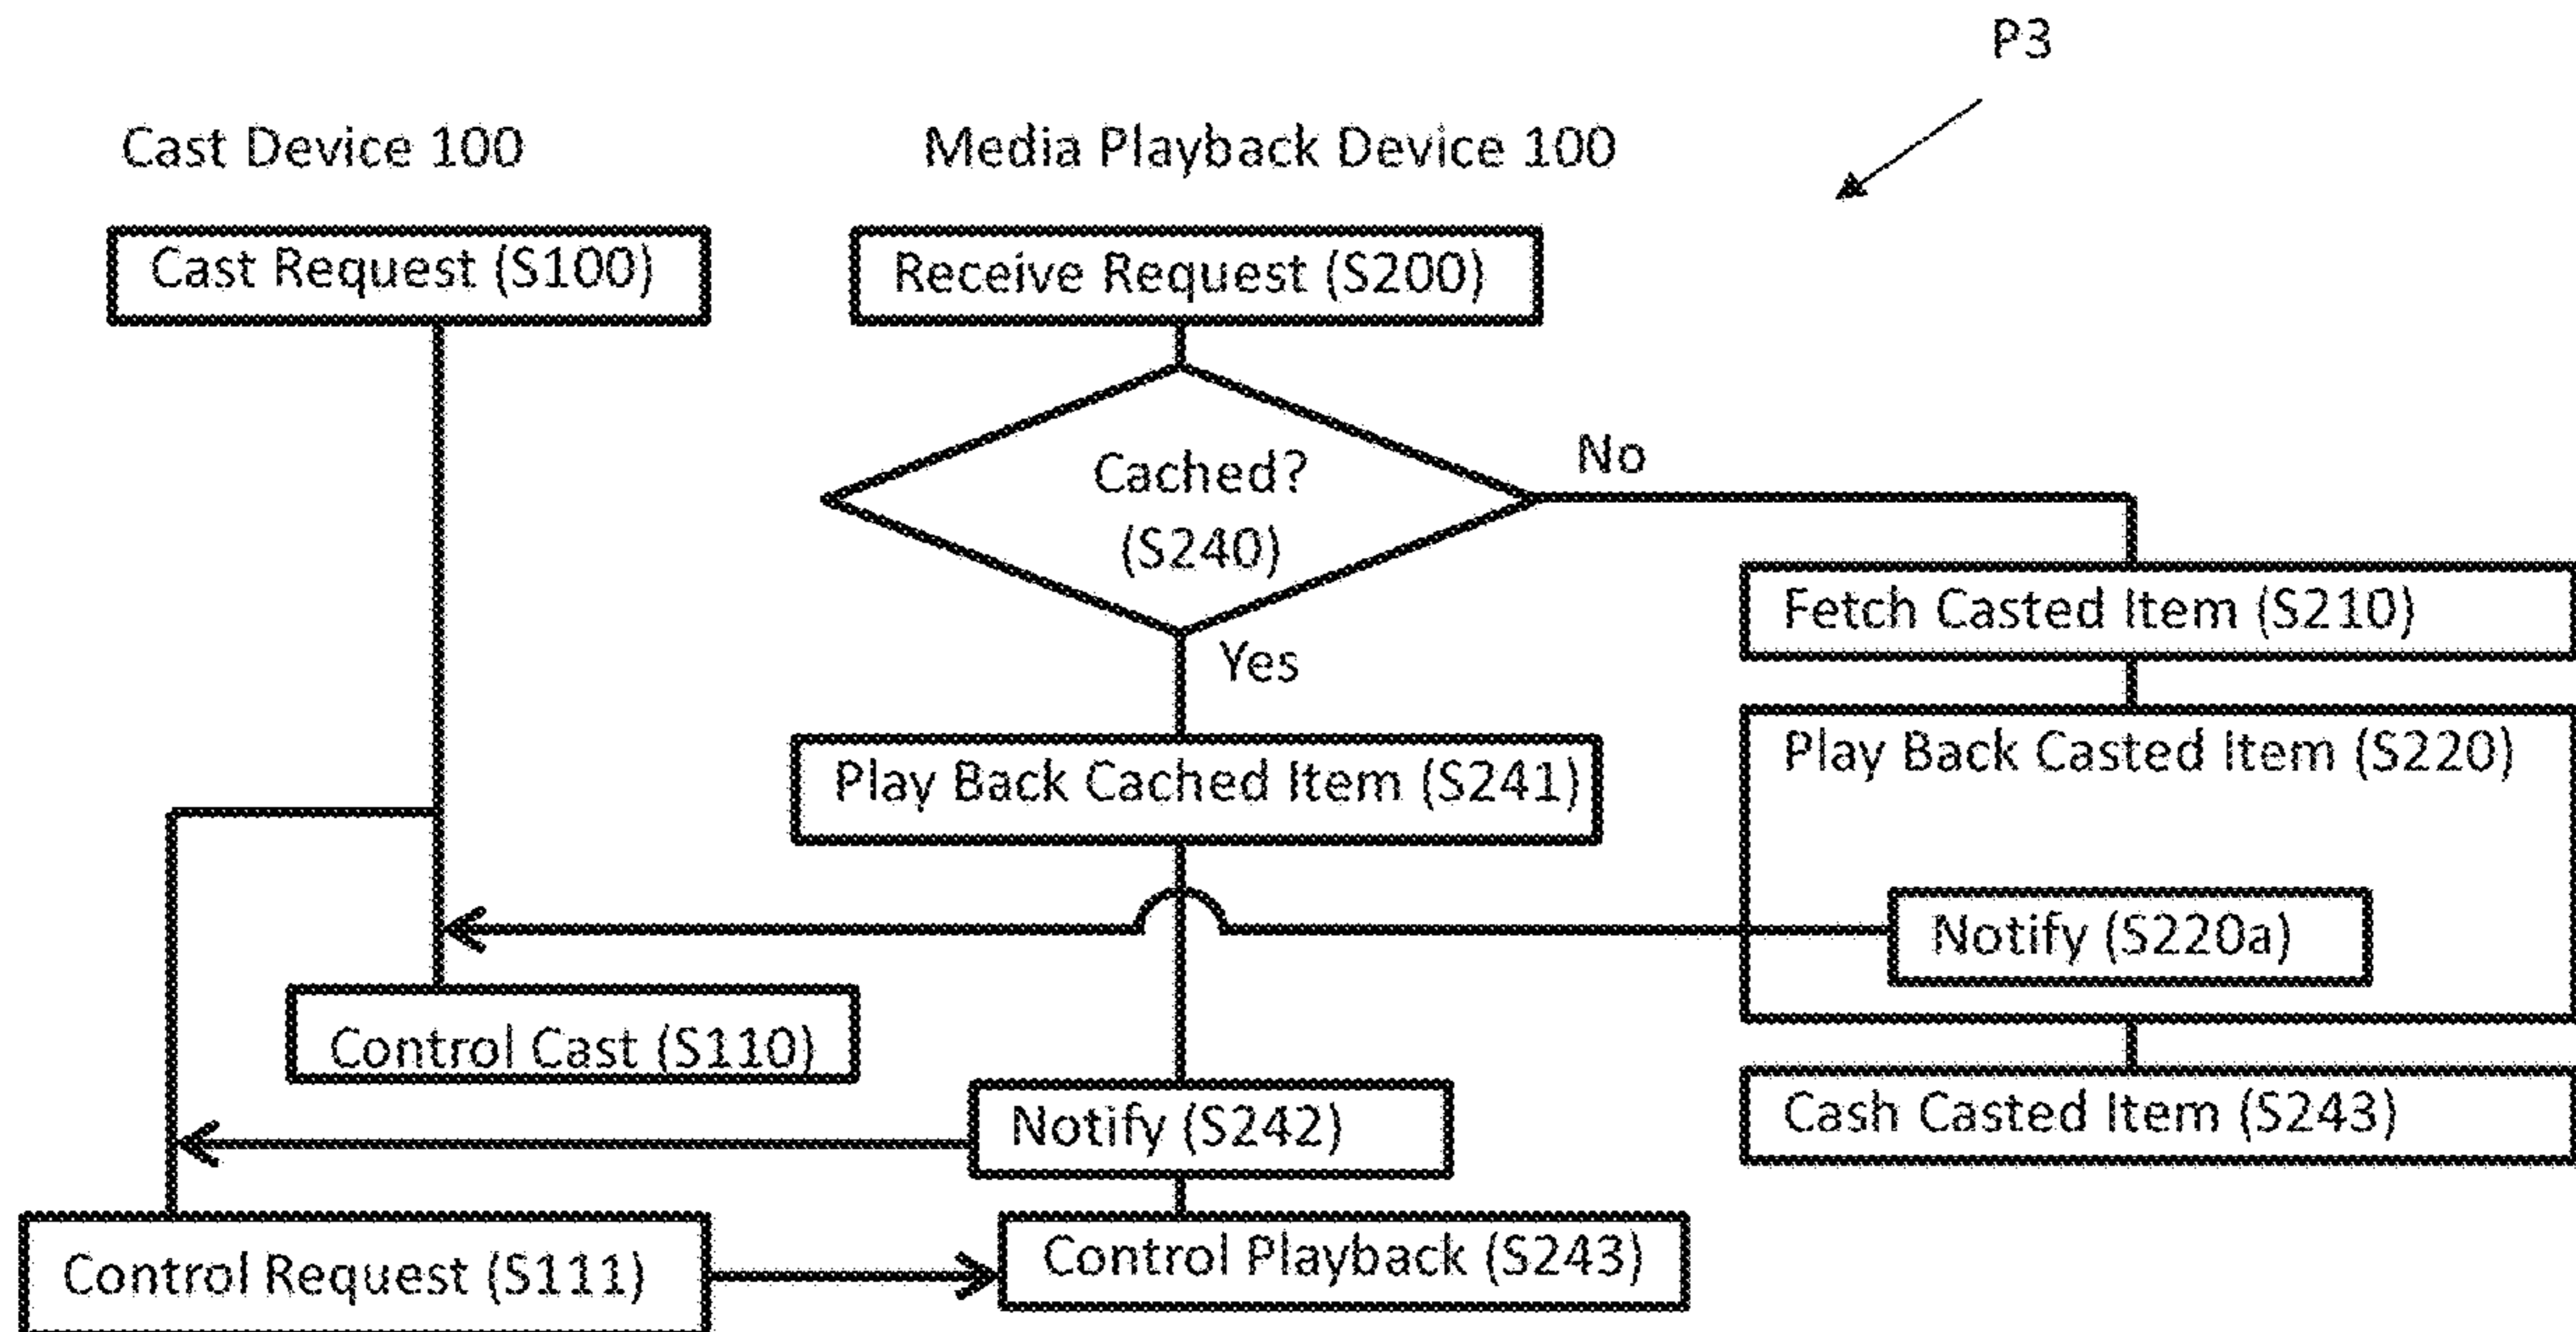 P3
Cast Device 100
Media Playback Device 100
Cast Request (S100)
Receive Request (S200)
Cached?
(S240)
No
Yes
Fetch Casted Item (S210)
Play Back Casted Item (S220)
Play Back Cached Item (S241)
Notify (S220a)
Control Cast (S110)
Notify (S242)
Cash Casted Item (S243)
Control Request (S111)
Control Playback (S243)